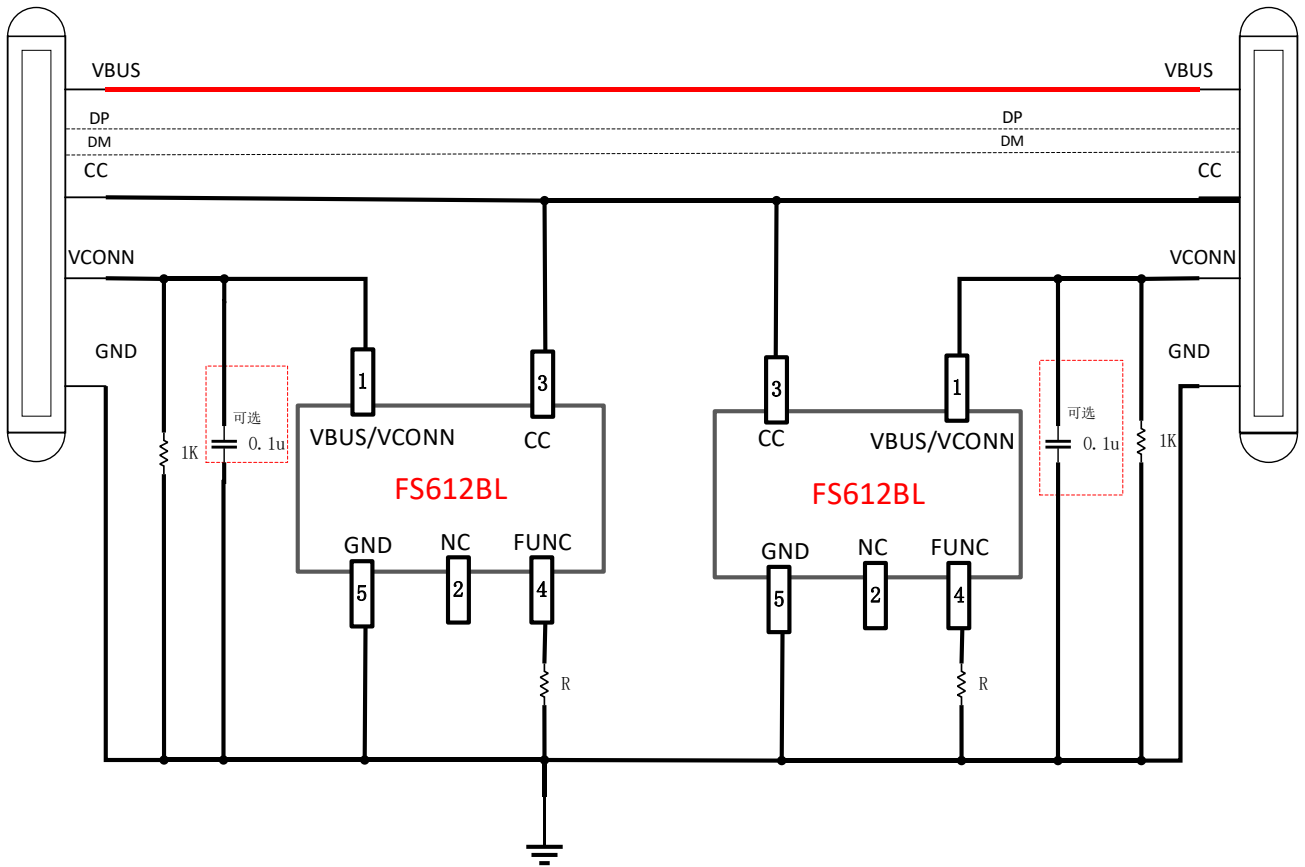 VBUS VBUS
DP DP
DM DM
CC CC
VCONN VCONN
GND GND
1 3 3 1
可选 可选
1K 0.1u 0.1u 1K
VBUS/VCONN CC CC VBUS/VCONN
FS612BL FS612BL
GND NC FUNC GND NC FUNC
5 2 4 5 2 4
R R